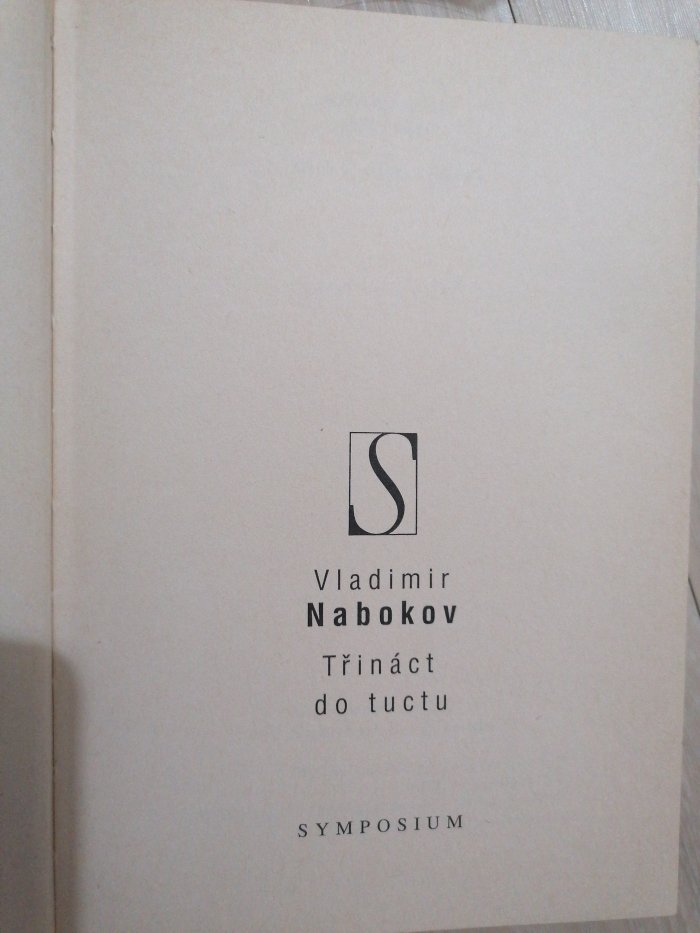 S
Vladimir
Nabokov
Třináct
do tuctu
SYMPOSIUM